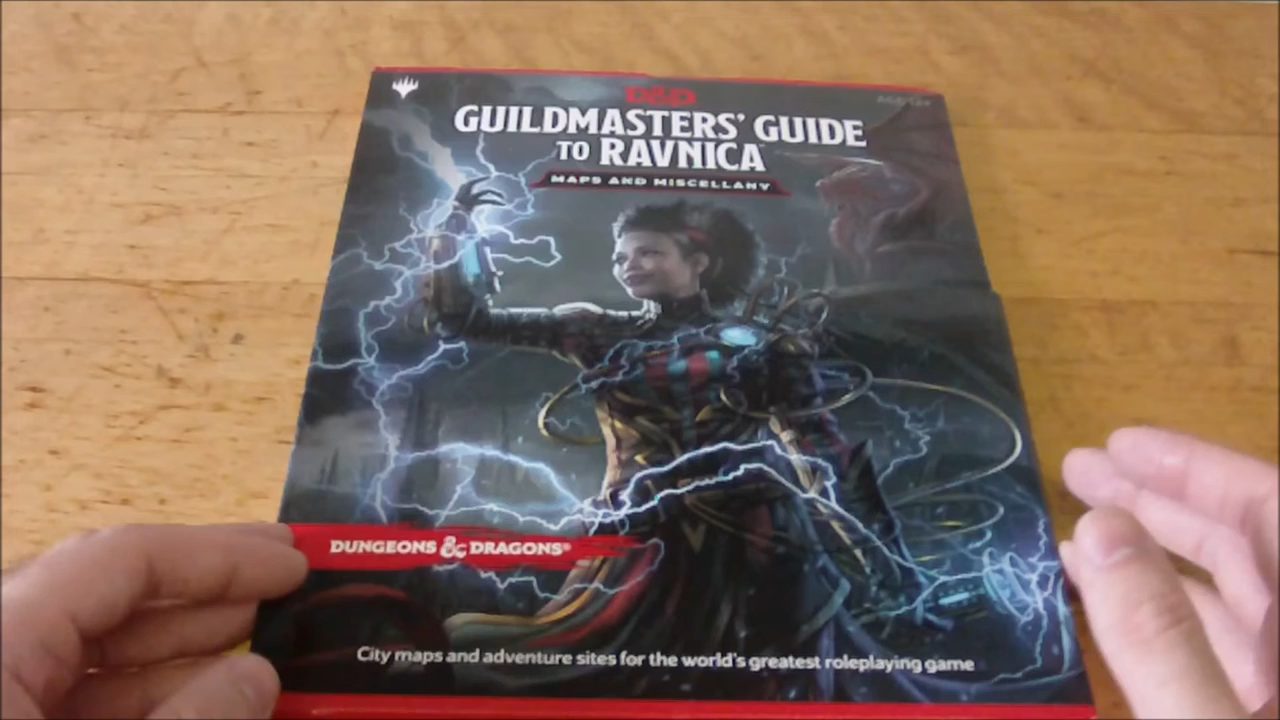 D&D
GUILDMASTERS' GUIDE
TO RAVNICA™
MAPS AND MISCELLANY
DUNGEONS & DRAGONS®
City maps and adventure sites for the world's greatest roleplaying game